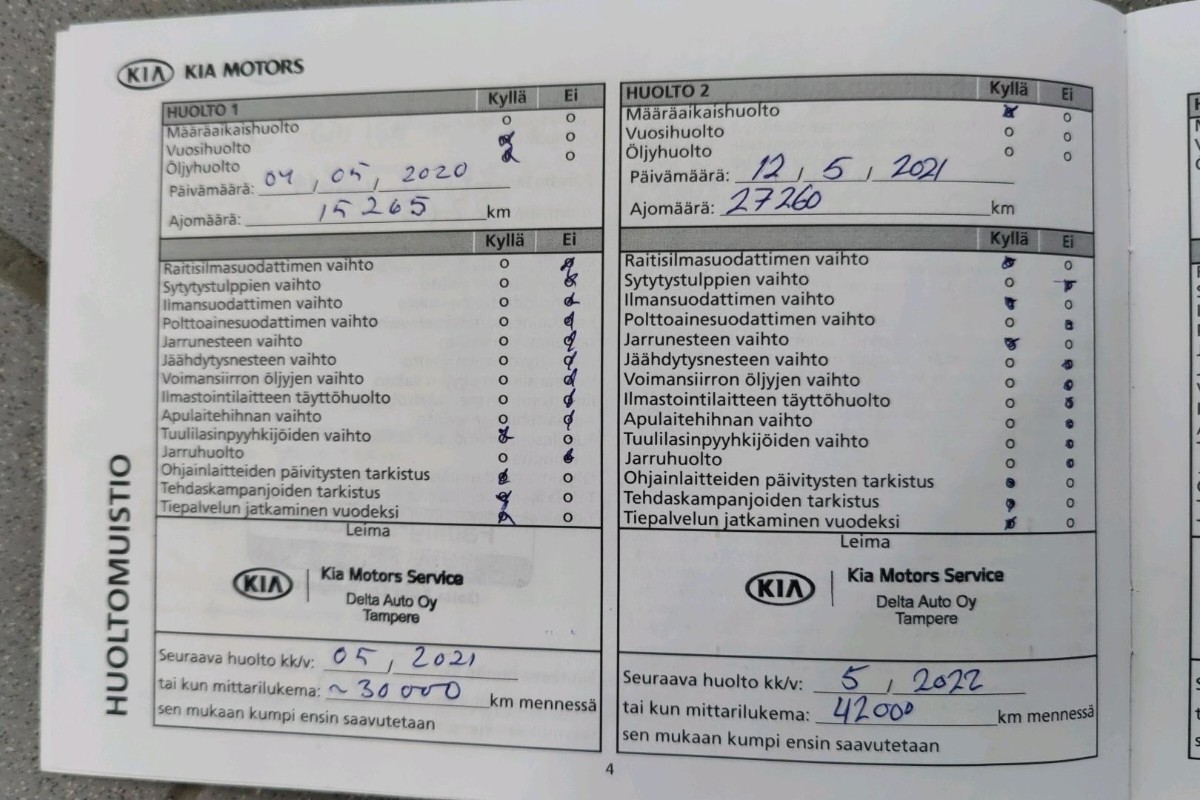 KIA KIA MOTORS
HUOLTO 1 Kyllä Ei
Määräaikaishuolto o o
Vuosihuolto o
Öljyhuolto o
Päivämäärä: 04, 05, 2020
Ajomäärä: 15 265 km
Kyllä Ei
Raitisilmasuodattimen vaihto o
Sytytystulppien vaihto o
Ilmansuodattimen vaihto o
Polttoainesuodattimen vaihto o
Jarrunesteen vaihto o
Jäähdytysnesteen vaihto o
Voimansiirron öljyjen vaihto o
Ilmastointilaitteen täyttöhuolto o
Apulaitehihnan vaihto o
Tuulilasinpyyhkijöiden vaihto o
Jarruhuolto o
Ohjainlaitteiden päivitysten tarkistus o
Tehdaskampanjoiden tarkistus o
Tiepalvelun jatkaminen vuodeksi o
Leima
KIA Kia Motors Service
Delta Auto Oy
Tampere
Seuraava huolto kk/v: 05, 2021
tai kun mittarilukema: ~ 30 000 km mennessä
sen mukaan kumpi ensin saavutetaan
HUOLTO 2 Kyllä Ei
Määräaikaishuolto o
Vuosihuolto o o
Öljyhuolto o o
Päivämäärä: 12, 5, 2021
Ajomäärä: 27260 km
Kyllä Ei
Raitisilmasuodattimen vaihto o
Sytytystulppien vaihto o
Ilmansuodattimen vaihto o
Polttoainesuodattimen vaihto o
Jarrunesteen vaihto o
Jäähdytysnesteen vaihto o
Voimansiirron öljyjen vaihto o
Ilmastointilaitteen täyttöhuolto o
Apulaitehihnan vaihto o
Tuulilasinpyyhkijöiden vaihto o
Jarruhuolto o
Ohjainlaitteiden päivitysten tarkistus o
Tehdaskampanjoiden tarkistus o
Tiepalvelun jatkaminen vuodeksi o
Leima
KIA Kia Motors Service
Delta Auto Oy
Tampere
Seuraava huolto kk/v: 5, 2022
tai kun mittarilukema: 42000 km mennessä
sen mukaan kumpi ensin saavutetaan
HUOLTOMUISTIO
4